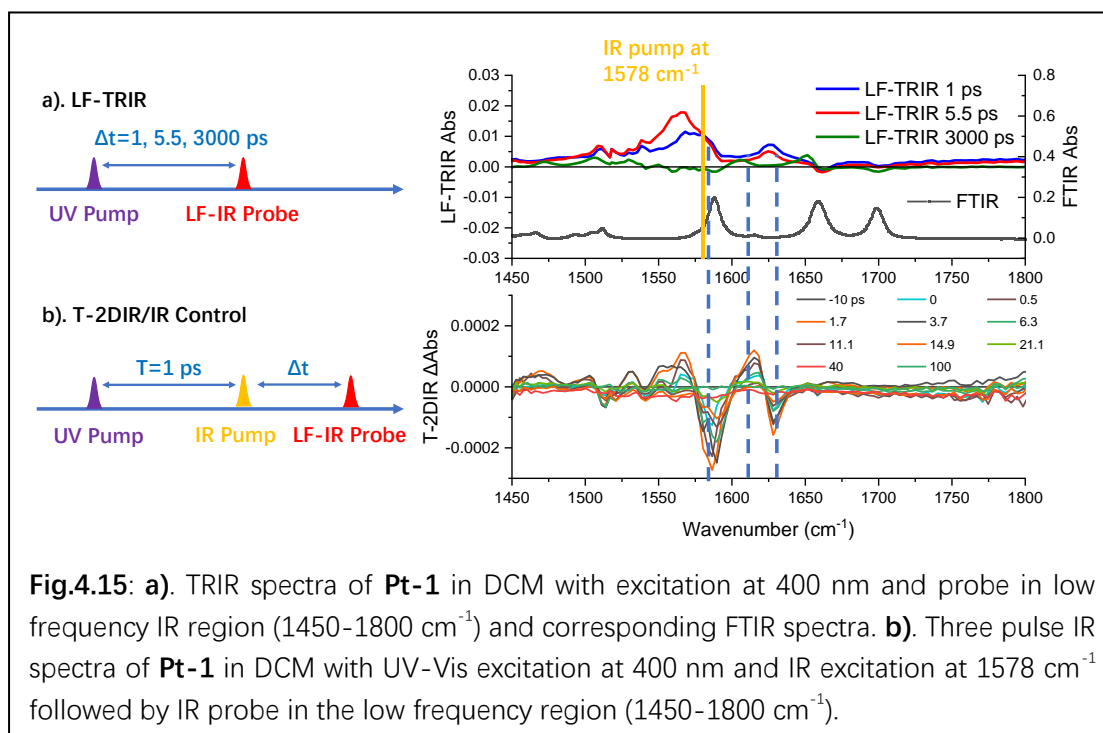 a). LF-TRIR
Δt=1, 5.5, 3000 ps
UV Pump
LF-IR Probe
b). T-2DIR/IR Control
T=1 ps
Δt
UV Pump
IR Pump
LF-IR Probe
IR pump at
1578 cm⁻¹
0.03
0.02
0.01
0.00
-0.01
-0.02
-0.03
LF-TRIR Abs
LF-TRIR 1 ps
LF-TRIR 5.5 ps
LF-TRIR 3000 ps
FTIR
0.8
0.6
0.4
0.2
0.0
FTIR Abs
1450 1500 1550 1600 1650 1700 1750 1800
0.0002
0.0000
-0.0002
T-2DIR ΔAbs
-10 ps 0 0.5
1.7 3.7 6.3
11.1 14.9 21.1
40 100
1450 1500 1550 1600 1650 1700 1750 1800
Wavenumber (cm⁻¹)
Fig.4.15: a). TRIR spectra of Pt-1 in DCM with excitation at 400 nm and probe in low
frequency IR region (1450-1800 cm⁻¹) and corresponding FTIR spectra. b). Three pulse IR
spectra of Pt-1 in DCM with UV-Vis excitation at 400 nm and IR excitation at 1578 cm⁻¹
followed by IR probe in the low frequency region (1450-1800 cm⁻¹).